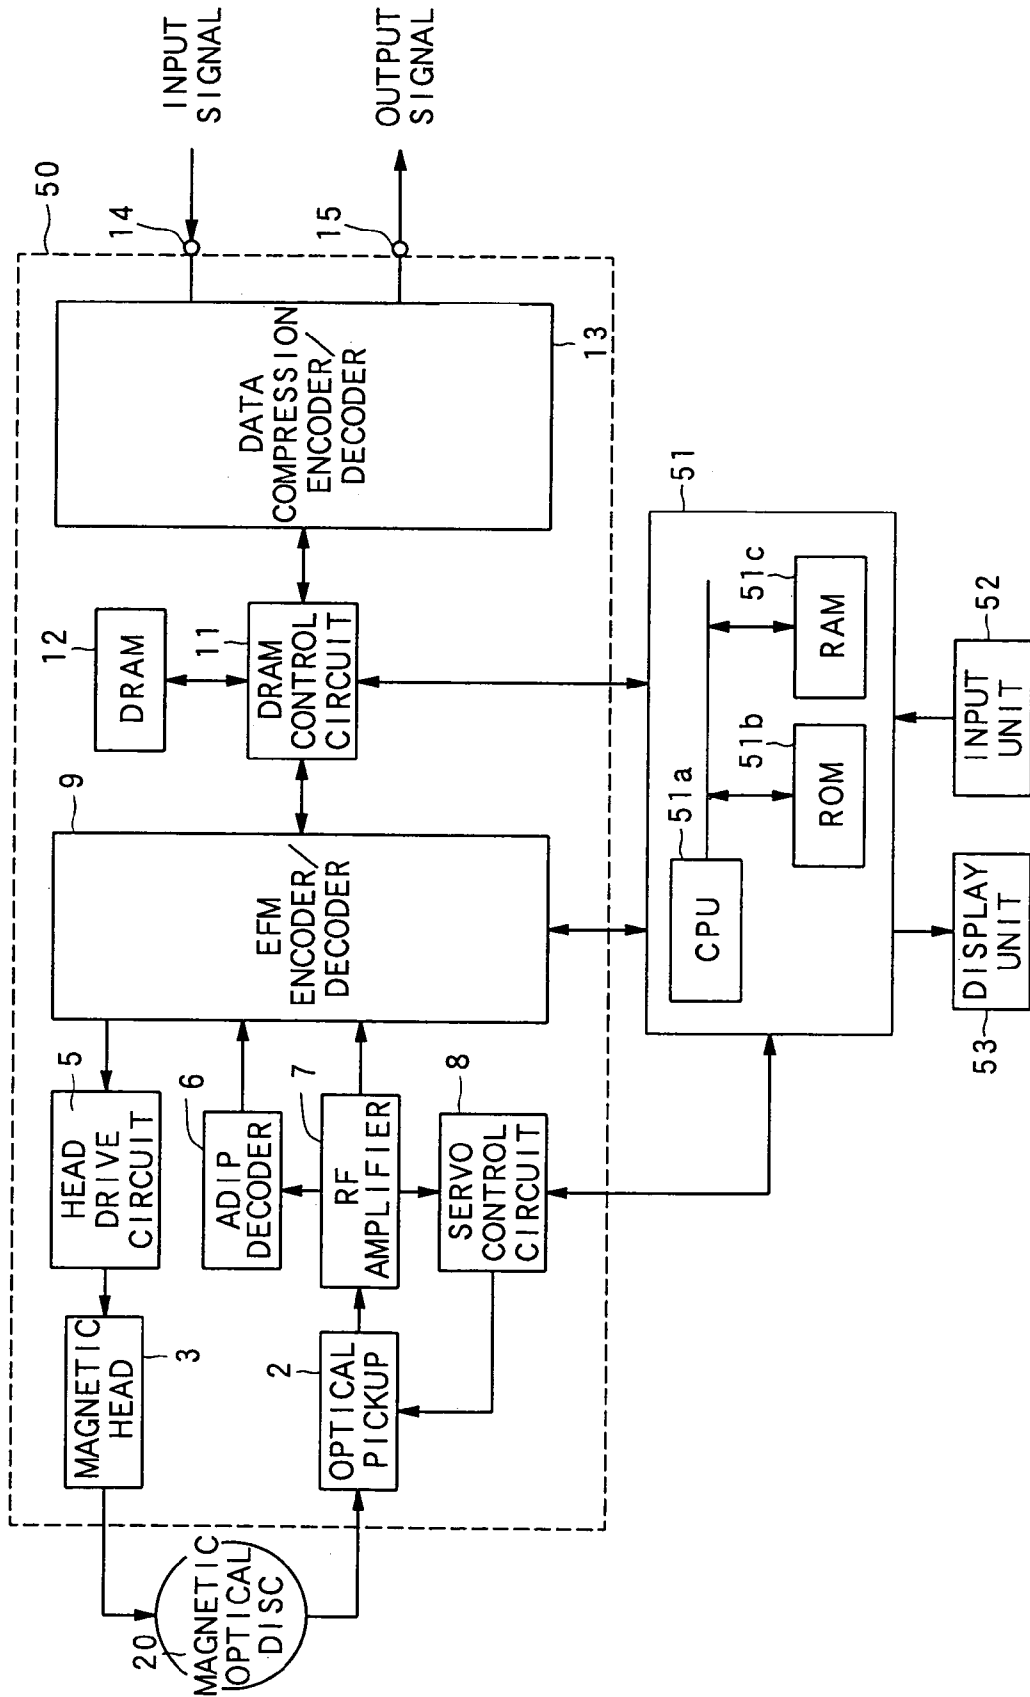 50
INPUT
SIGNAL
14
OUTPUT
SIGNAL
15
DATA
COMPRESSION
ENCODER/
DECODER
13
12
DRAM
11
DRAM
CONTROL
CIRCUIT
9
EFM
ENCODER/
DECODER
5
HEAD
DRIVE
CIRCUIT
6
ADIP
DECODER
7
RF
AMPLIFIER
8
SERVO
CONTROL
CIRCUIT
MAGNETIC
HEAD
3
2
OPTICAL
PICKUP
20
MAGNETIC
OPTICAL
DISC
51
51a
CPU
51b
ROM
51c
RAM
52
INPUT
UNIT
53
DISPLAY
UNIT